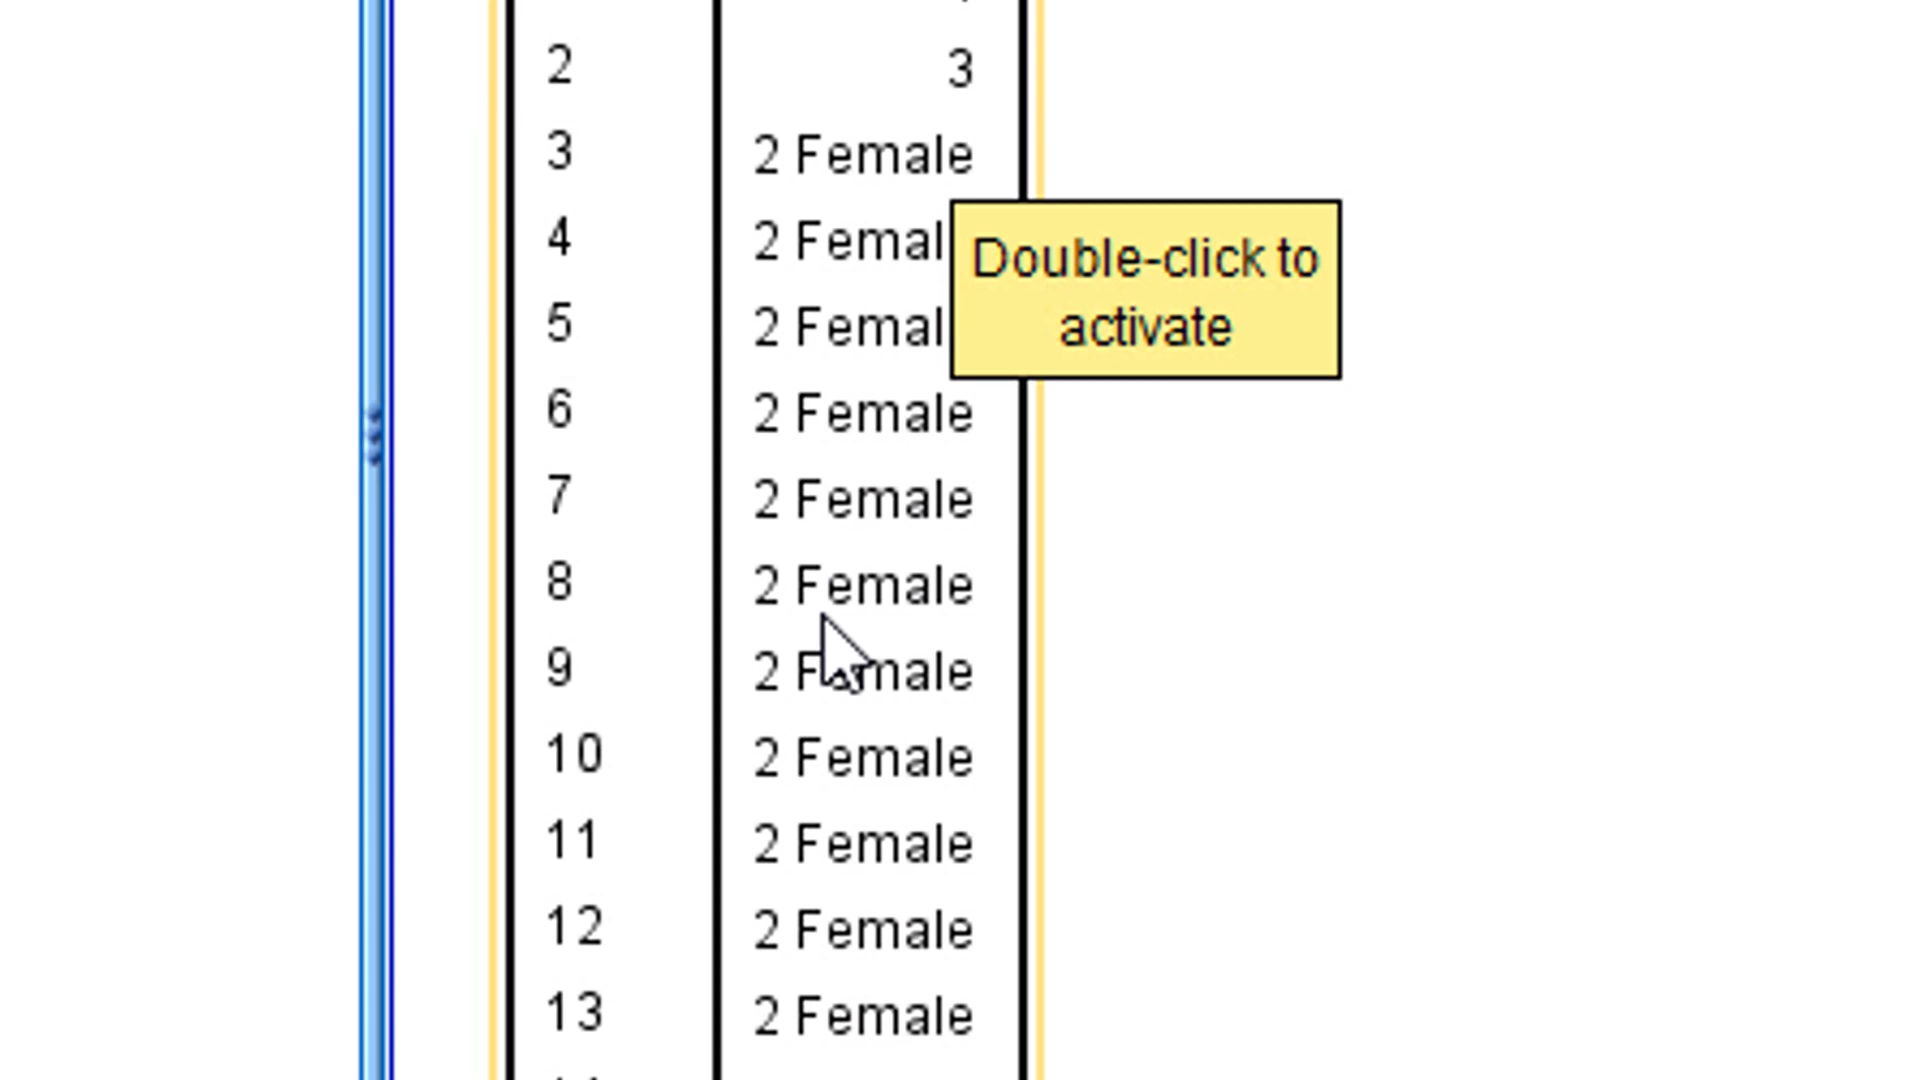 2 3
3 2 Female
4 2 Femal
5 2 Femal
Double-click to
activate
6 2 Female
7 2 Female
8 2 Female
9 2 Female
10 2 Female
11 2 Female
12 2 Female
13 2 Female